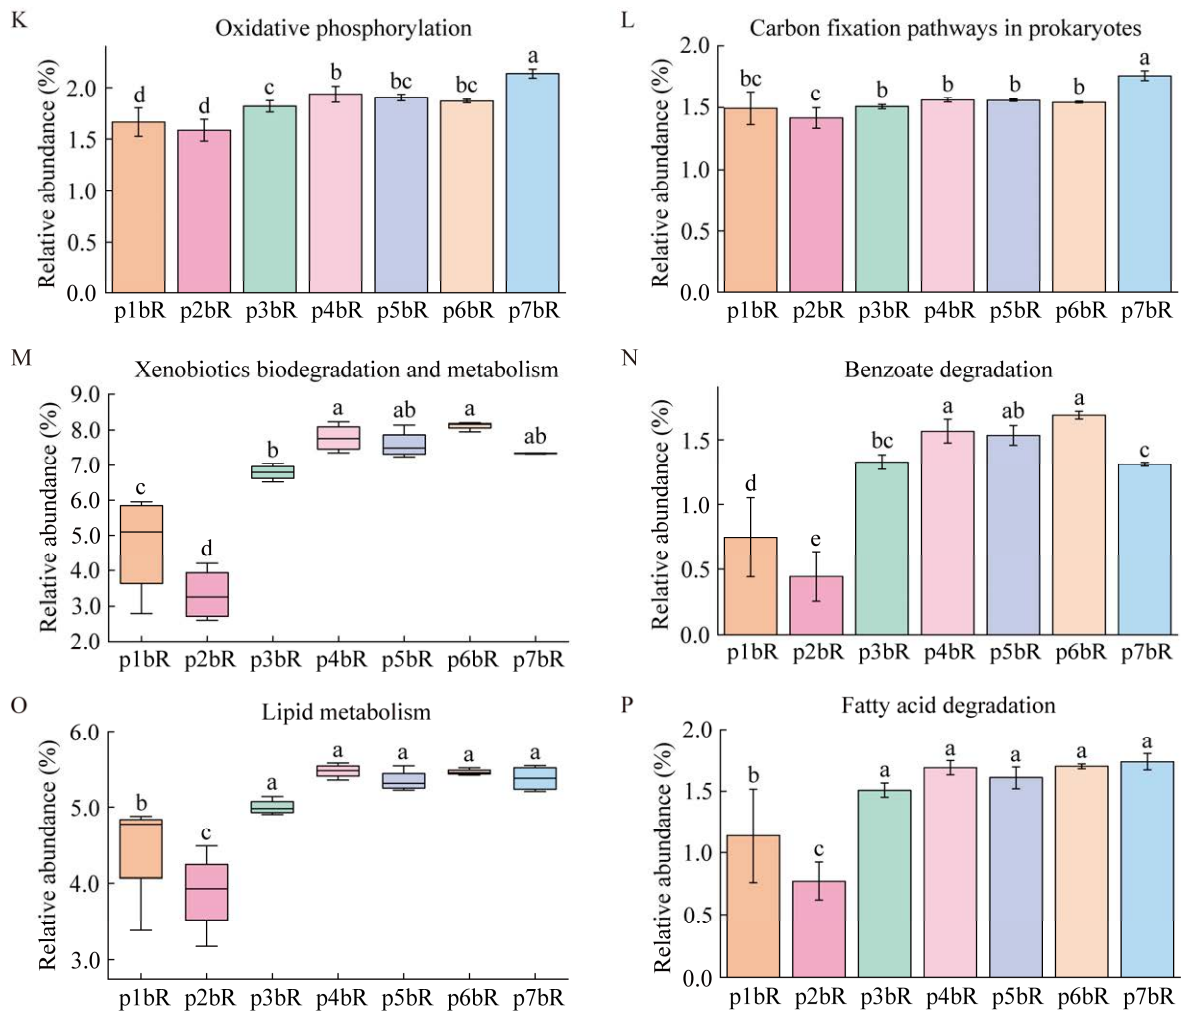 K
Oxidative phosphorylation
Relative abundance (%)
2.0
1.5
1.0
0.5
0.0
d
d
c
b
bc
bc
a
p1bR p2bR p3bR p4bR p5bR p6bR p7bR
L
Carbon fixation pathways in prokaryotes
Relative abundance (%)
2.0
1.5
1.0
0.5
0.0
bc
c
b
b
b
b
a
p1bR p2bR p3bR p4bR p5bR p6bR p7bR
M
Xenobiotics biodegradation and metabolism
Relative abundance (%)
9.0
8.0
7.0
6.0
5.0
4.0
3.0
2.0
c
d
b
a
ab
a
ab
p1bR p2bR p3bR p4bR p5bR p6bR p7bR
N
Benzoate degradation
Relative abundance (%)
1.5
1.0
0.5
0.0
d
e
bc
a
ab
a
c
p1bR p2bR p3bR p4bR p5bR p6bR p7bR
O
Lipid metabolism
Relative abundance (%)
6.0
5.0
4.0
3.0
b
c
a
a
a
a
a
p1bR p2bR p3bR p4bR p5bR p6bR p7bR
P
Fatty acid degradation
Relative abundance (%)
2.0
1.5
1.0
0.5
0.0
b
c
a
a
a
a
a
p1bR p2bR p3bR p4bR p5bR p6bR p7bR